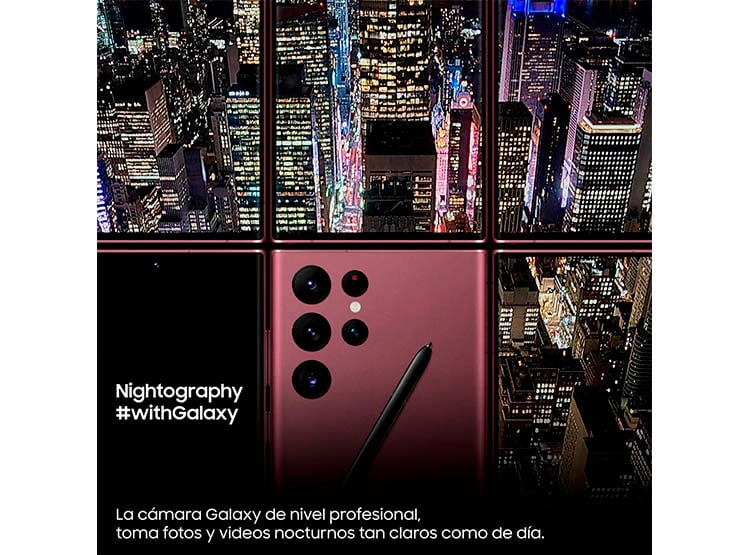 Nightography
#withGalaxy
La cámara Galaxy de nivel profesional,
toma fotos y videos nocturnos tan claros como de día.